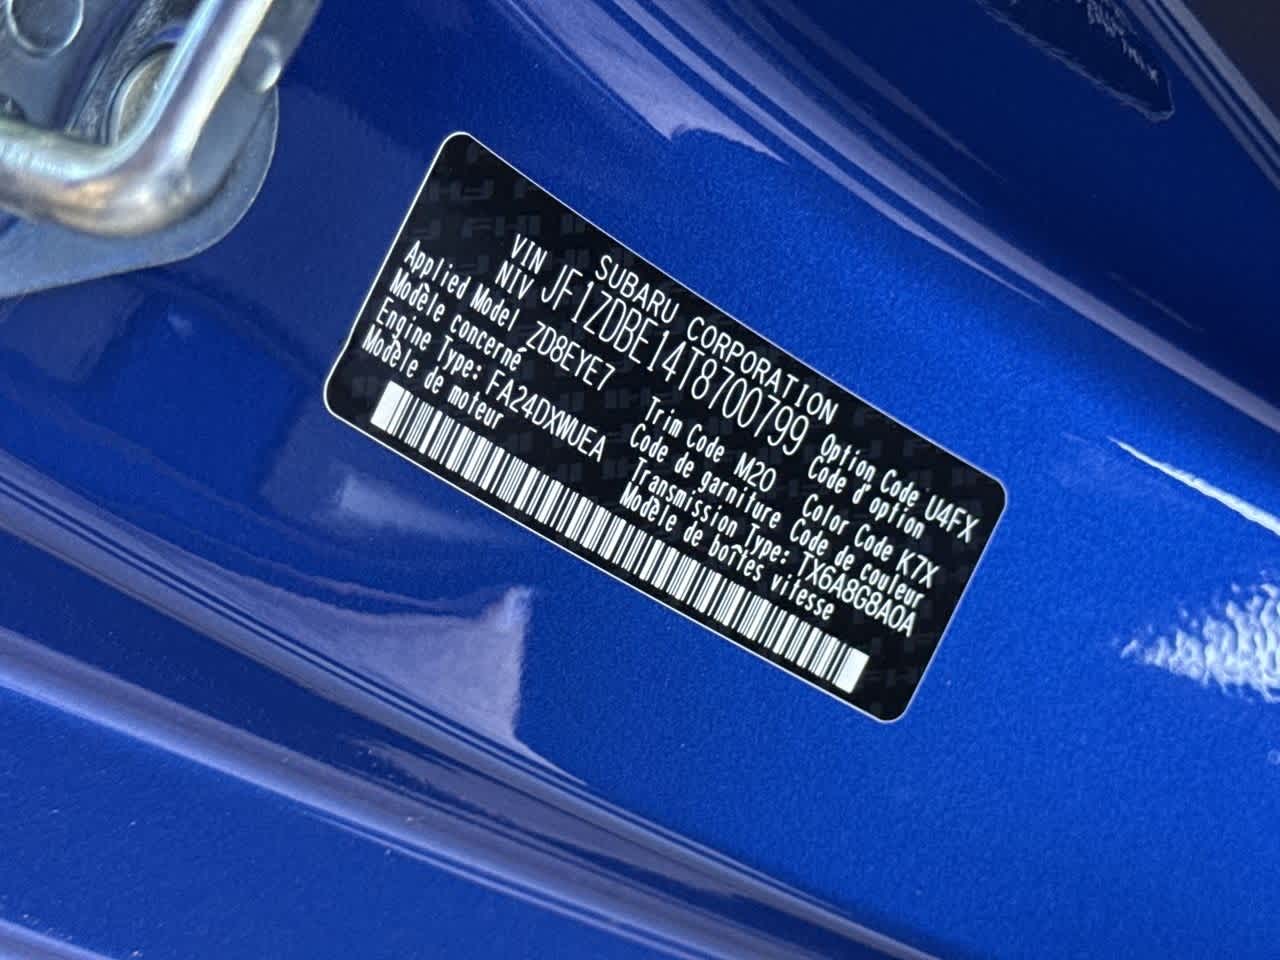 SUBARU CORPORATION
VIN
NIV JF1ZDBE14T8700799
Applied Model ZD8EYE7
Modèle concerné
Engine Type: FA24DXWUEA
Modèle de moteur
Option Code U4FX
Code d'option
Trim Code M20
Code de garniture
Color Code K7X
Code de couleur
Transmission Type: TX6A8G8AOA
Modèle de boîtes vitesse